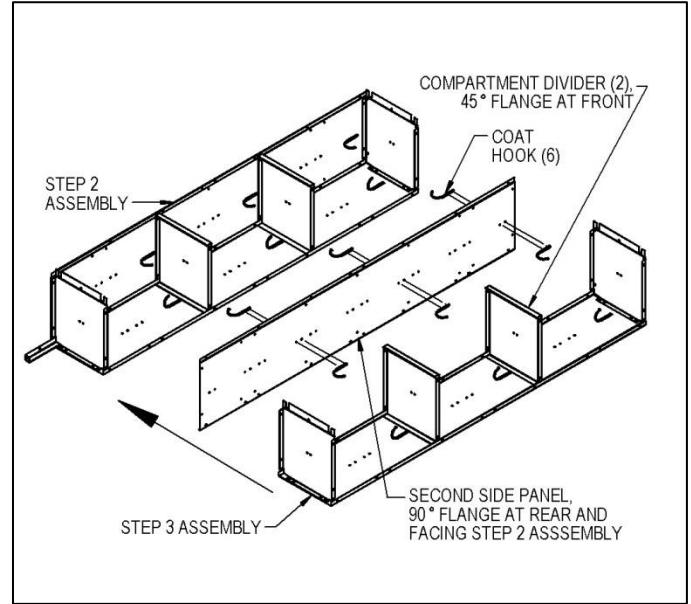 COMPARTMENT DIVIDER (2),
45° FLANGE AT FRONT
COAT
HOOK (6)
STEP 2
ASSEMBLY
SECOND SIDE PANEL,
90° FLANGE AT REAR AND
FACING STEP 2 ASSSEMBLY
STEP 3 ASSEMBLY